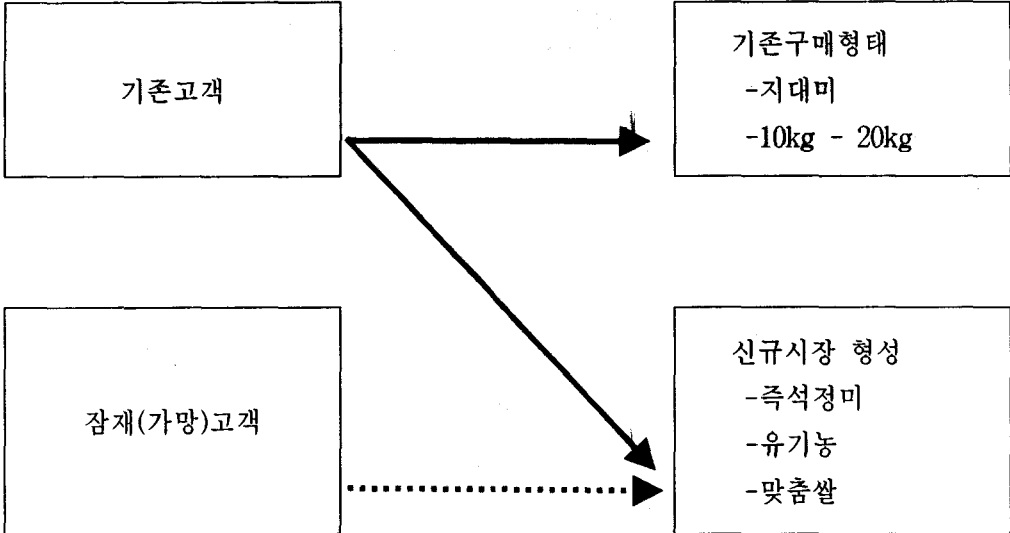 기존고객
기존구매형태
-지대미
-10kg - 20kg
잠재(가망)고객
신규시장 형성
-즉석정미
-유기농
-맞춤쌀